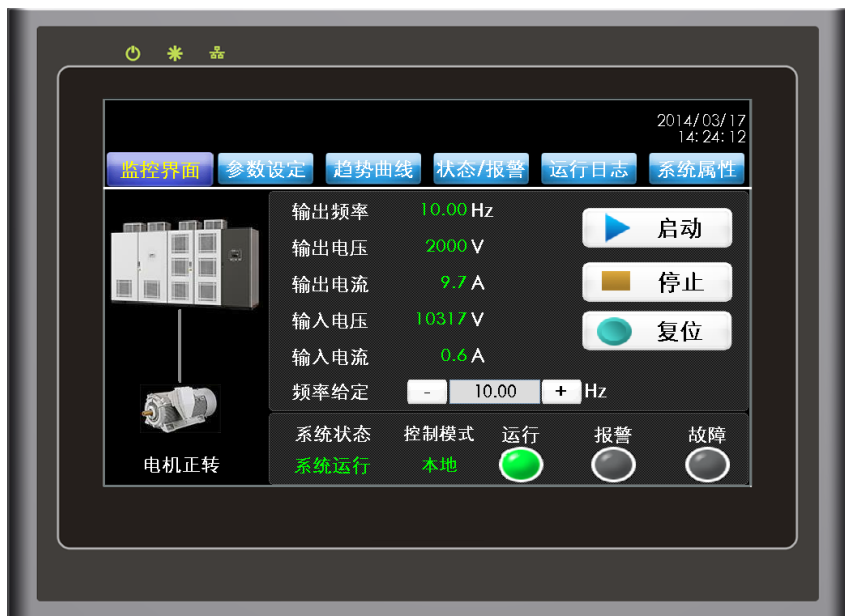 2014/03/17
14:24:12
监控界面 参数设定 趋势曲线 状态/报警 运行日志 系统属性
输出频率 10.00 Hz
启动
输出电压 2000 V
输出电流 9.7 A
停止
输入电压 10317 V
复位
输入电流 0.6 A
频率给定 - 10.00 + Hz
系统状态 控制模式 运行 报警 故障
电机正转 系统运行 本地